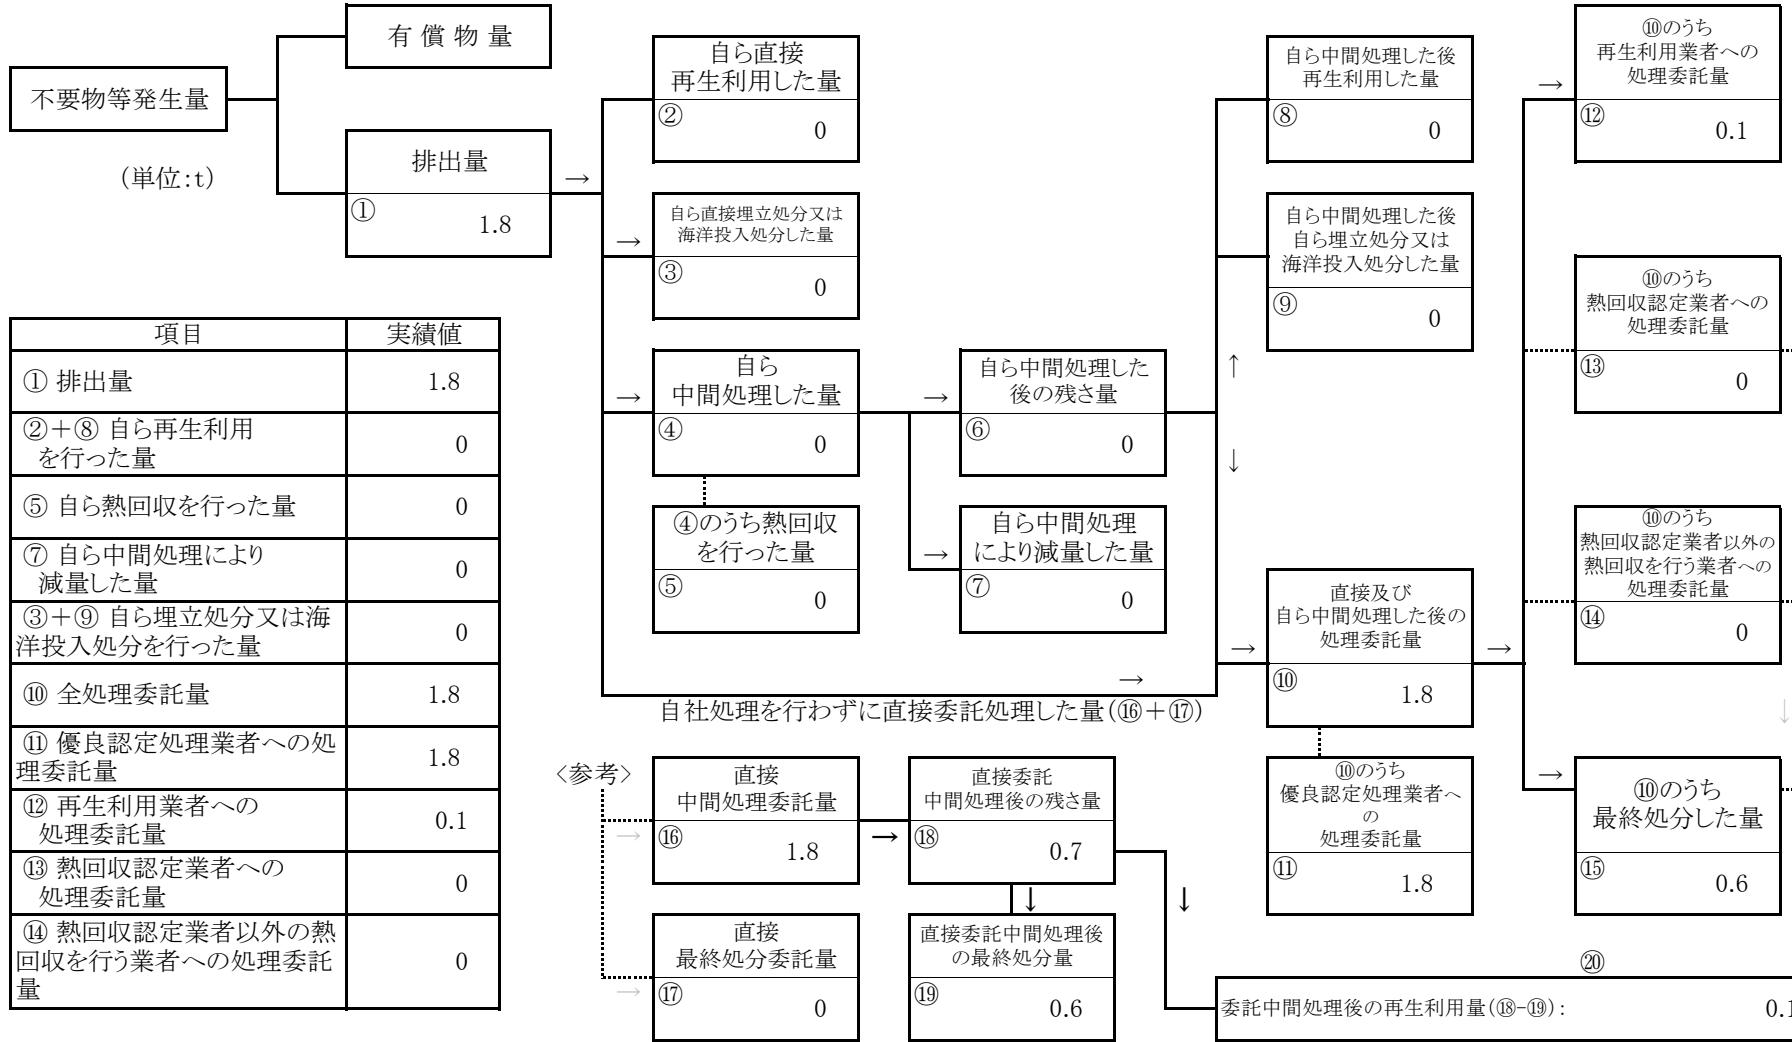 有償物量
不要物等発生量
(単位:t)
排出量
①
1.8
→
自ら直接
再生利用した量
②
0
→
自ら直接埋立処分又は
海洋投入処分した量
③
0
→
自ら
中間処理した量
④
0
④のうち熱回収
を行った量
⑤
0
→
自ら中間処理した
後の残さ量
⑥
0
→
自ら中間処理
により減量した量
⑦
0
自ら中間処理した後
再生利用した量
⑧
0
自ら中間処理した後
自ら埋立処分又は
海洋投入処分した量
⑨
0
↑
↓
→
自社処理を行わずに直接委託処理した量(⑯+⑰)
→
直接及び
自ら中間処理した後の
処理委託量
⑩
1.8
⑩のうち
優良認定処理業者へ
の
処理委託量
⑪
1.8
→
→
⑩のうち
再生利用業者への
処理委託量
⑫
0.1
⑩のうち
熱回収認定業者への
処理委託量
⑬
0
⑩のうち
熱回収認定業者以外の
熱回収を行う業者への
処理委託量
⑭
0
↓
→
⑩のうち
最終処分した量
⑮
0.6
項目 実績値
① 排出量 1.8
②+⑧ 自ら再生利用
を行った量 0
⑤ 自ら熱回収を行った量 0
⑦ 自ら中間処理により
減量した量 0
③+⑨ 自ら埋立処分又は海
洋投入処分を行った量 0
⑩ 全処理委託量 1.8
⑪ 優良認定処理業者への処
理委託量 1.8
⑫ 再生利用業者への
処理委託量 0.1
⑬ 熱回収認定業者への
処理委託量 0
⑭ 熱回収認定業者以外の熱
回収を行う業者への処理委託
量 0
<参考>
→
直接
中間処理委託量
⑯
1.8
→
直接
最終処分委託量
⑰
0
→
直接委託
中間処理後の残さ量
⑱
0.7
↓
直接委託中間処理後
の最終処分量
⑲
0.6
↓
⑳
委託中間処理後の再生利用量(⑱-⑲): 0.1